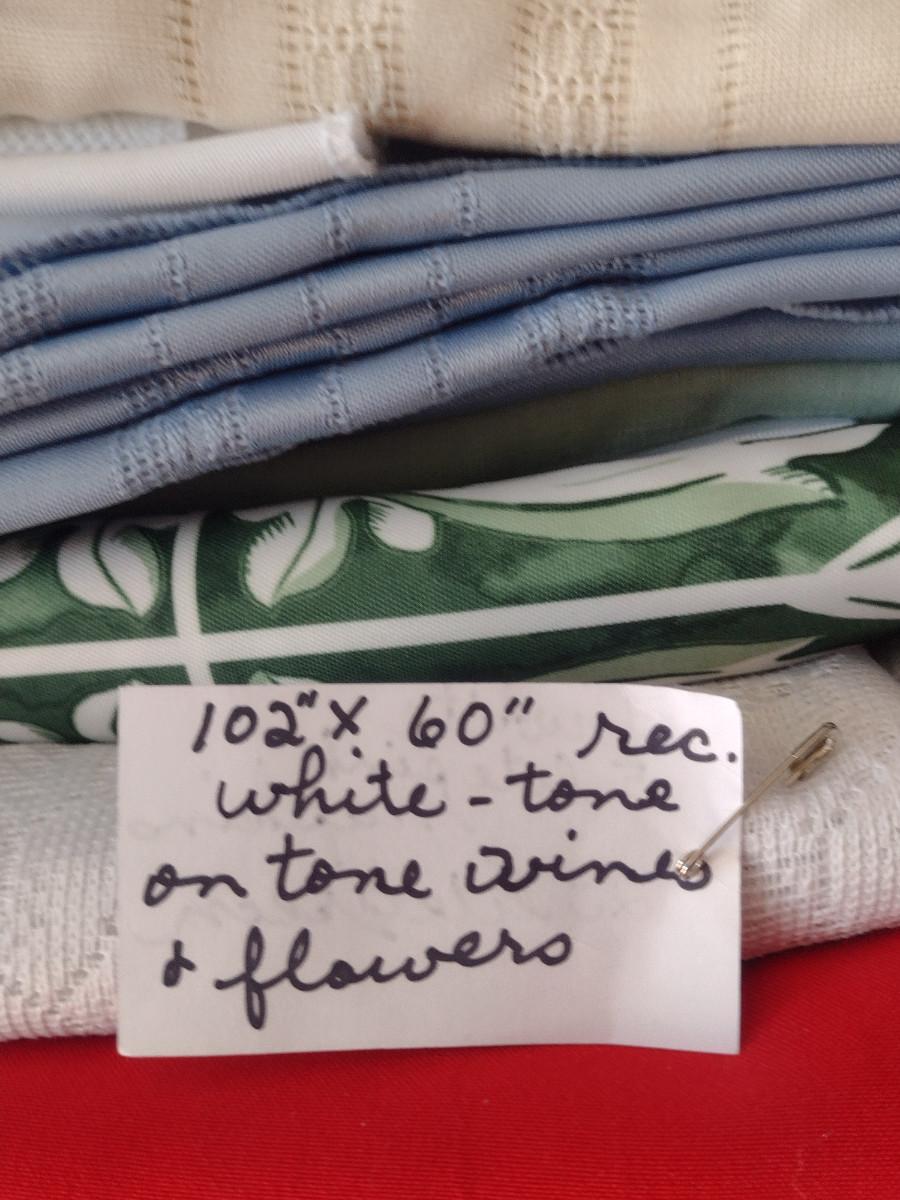 102" X 60" rec.
white - tone
on tone vines
& flowers